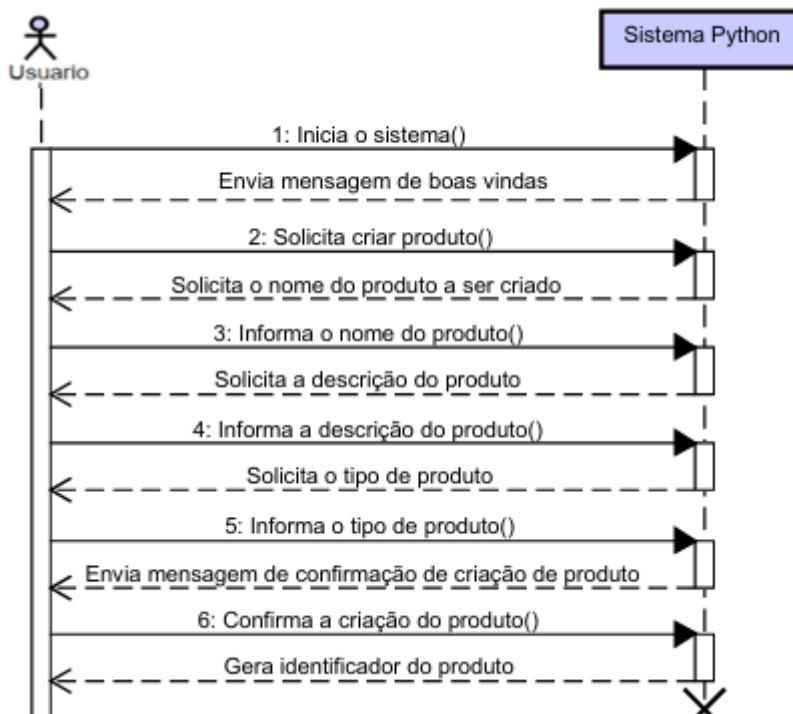 Usuario
Sistema Python
1: Inicia o sistema()
Envia mensagem de boas vindas
2: Solicita criar produto()
Solicita o nome do produto a ser criado
3: Informa o nome do produto()
Solicita a descrição do produto
4: Informa a descrição do produto()
Solicita o tipo de produto
5: Informa o tipo de produto()
Envia mensagem de confirmação de criação de produto
6: Confirma a criação do produto()
Gera identificador do produto